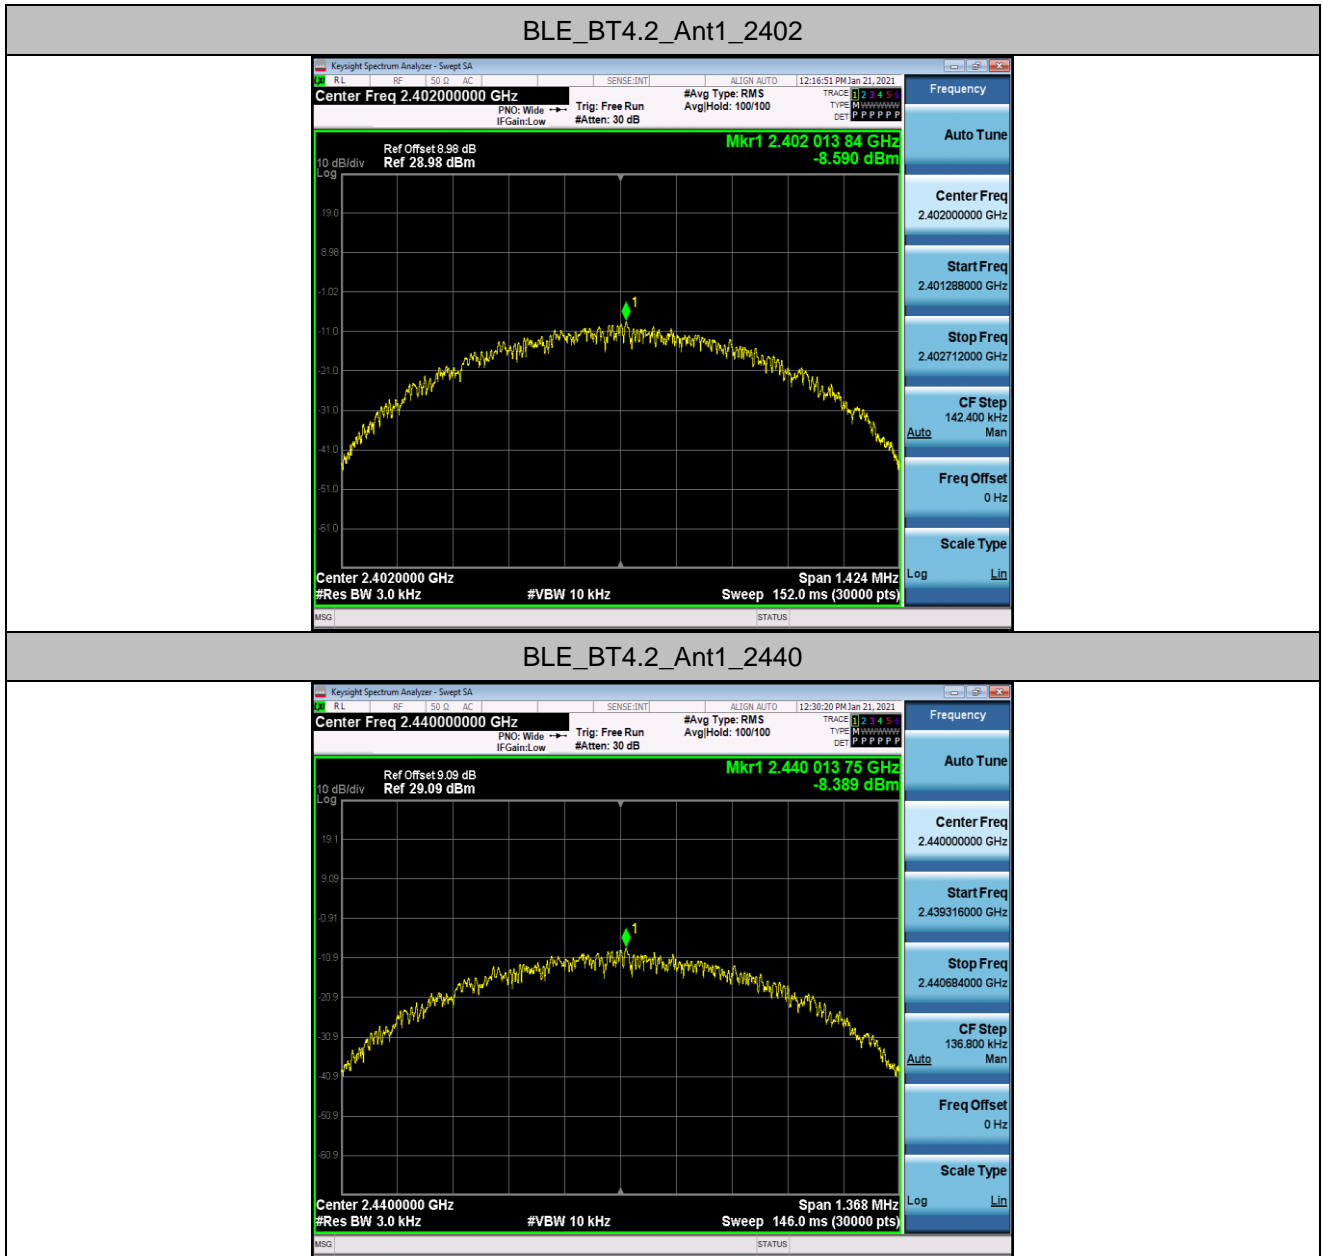 BLE_BT4.2_Ant1_2402
Keysight Spectrum Analyzer - Swept SA
RL RF 50 Ω AC SENSE:INT ALIGN AUTO 12:16:51 PM Jan 21, 2021
Center Freq 2.402000000 GHz
PNO: Wide
IFGain:Low
Trig: Free Run
#Atten: 30 dB
#Avg Type: RMS
Avg|Hold: 100/100
TRACE 1 2 3 4 5 6
TYPE M
DET P P P P P P
Frequency
Mkr1 2.402 013 84 GHz
-8.590 dBm
Ref Offset 8.98 dB
10 dB/div Ref 28.98 dBm
Log
1
19.0
8.98
-1.02
-11.0
-21.0
-31.0
-41.0
-51.0
-61.0
Center 2.4020000 GHz Span 1.424 MHz
#Res BW 3.0 kHz #VBW 10 kHz Sweep 152.0 ms (30000 pts)
MSG STATUS
Auto Tune
Center Freq
2.402000000 GHz
Start Freq
2.401288000 GHz
Stop Freq
2.402712000 GHz
CF Step
142.400 kHz
Auto Man
Freq Offset
0 Hz
Scale Type
Log Lin
BLE_BT4.2_Ant1_2440
Keysight Spectrum Analyzer - Swept SA
RL RF 50 Ω AC SENSE:INT ALIGN AUTO 12:30:20 PM Jan 21, 2021
Center Freq 2.440000000 GHz
PNO: Wide
IFGain:Low
Trig: Free Run
#Atten: 30 dB
#Avg Type: RMS
Avg|Hold: 100/100
TRACE 1 2 3 4 5 6
TYPE M
DET P P P P P P
Frequency
Mkr1 2.440 013 75 GHz
-8.389 dBm
Ref Offset 9.09 dB
10 dB/div Ref 29.09 dBm
Log
1
19.1
9.09
-0.91
-10.9
-20.9
-30.9
-40.9
-50.9
-60.9
Center 2.4400000 GHz Span 1.368 MHz
#Res BW 3.0 kHz #VBW 10 kHz Sweep 146.0 ms (30000 pts)
MSG STATUS
Auto Tune
Center Freq
2.440000000 GHz
Start Freq
2.439316000 GHz
Stop Freq
2.440684000 GHz
CF Step
136.800 kHz
Auto Man
Freq Offset
0 Hz
Scale Type
Log Lin